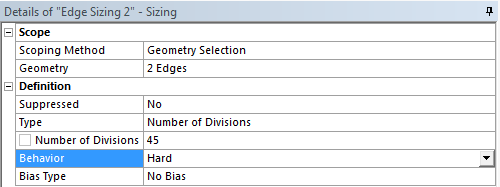 Details of "Edge Sizing 2" - Sizing
Scope
Scoping Method Geometry Selection
Geometry 2 Edges
Definition
Suppressed No
Type Number of Divisions
Number of Divisions 45
Behavior Hard
Bias Type No Bias